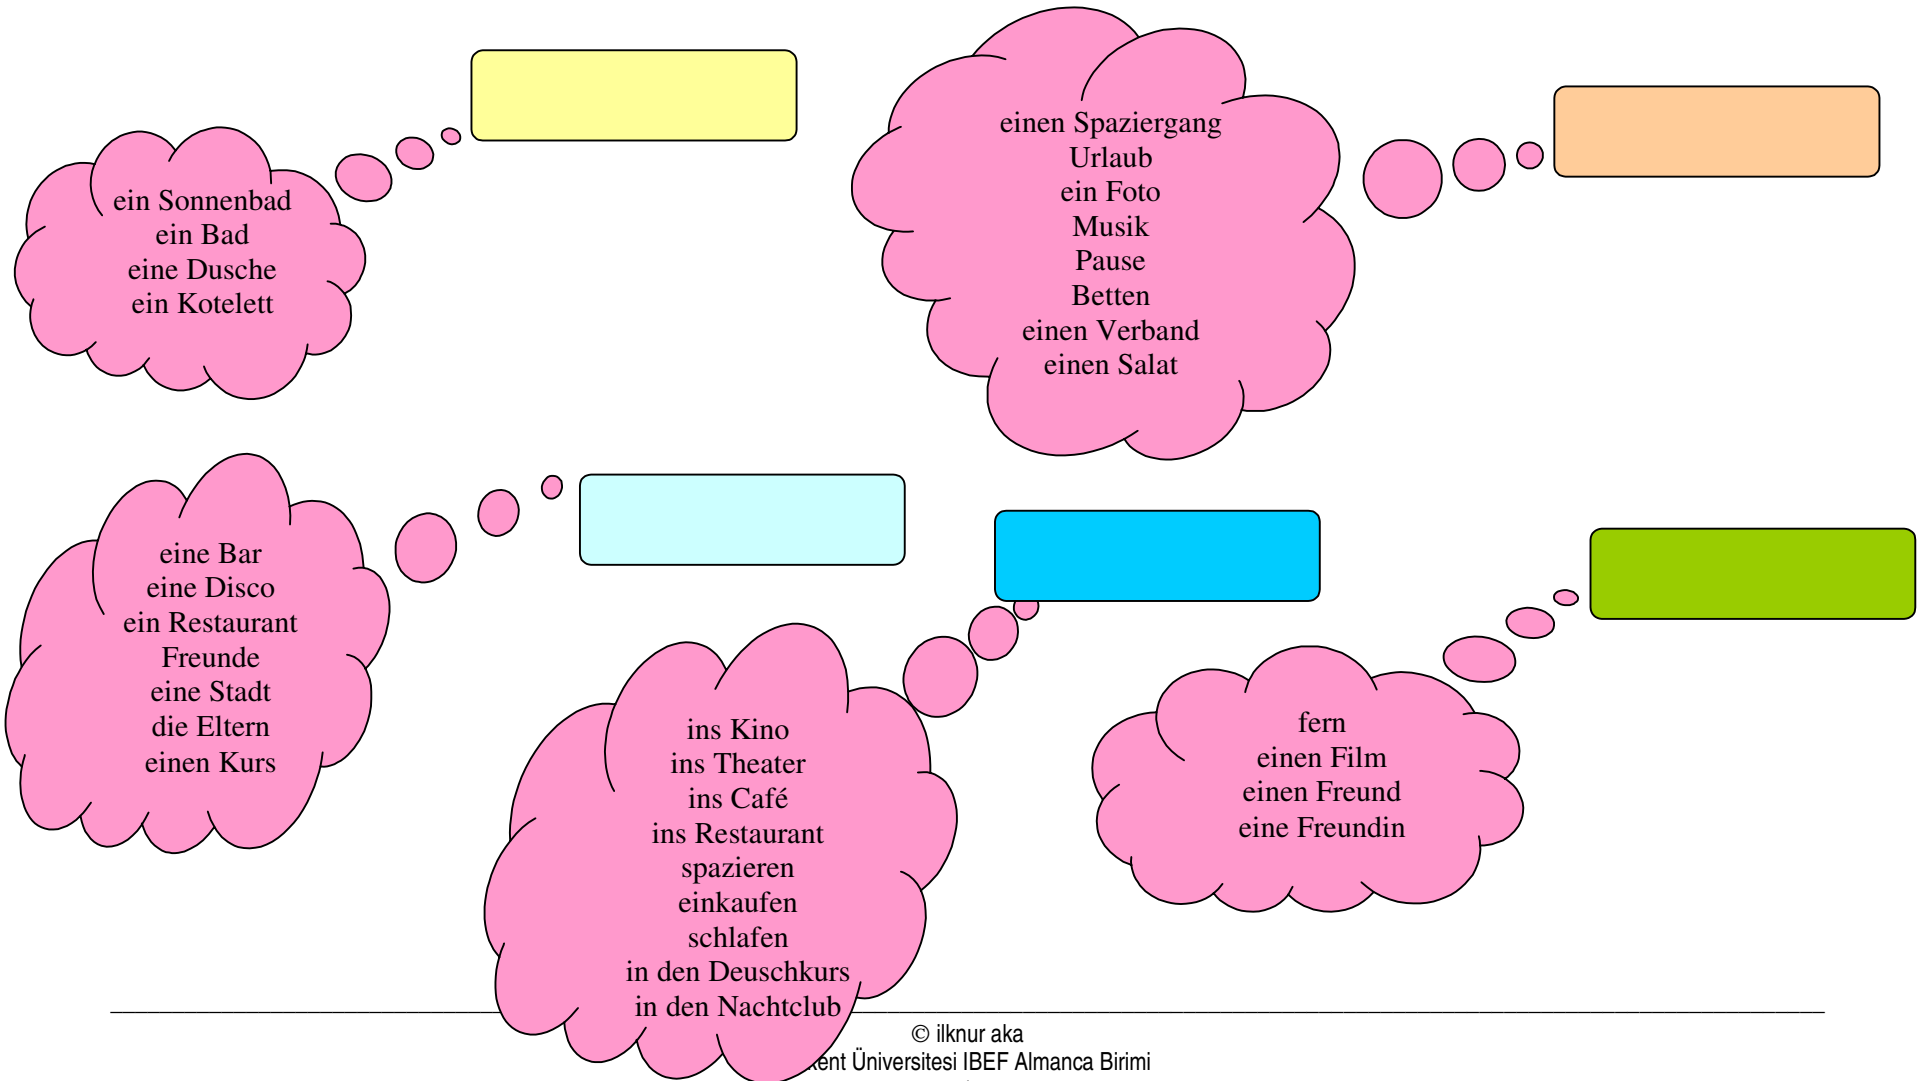 ein Sonnenbad
ein Bad
eine Dusche
ein Kotelett
einen Spaziergang
Urlaub
ein Foto
Musik
Pause
Betten
einen Verband
einen Salat
eine Bar
eine Disco
ein Restaurant
Freunde
eine Stadt
die Eltern
einen Kurs
ins Kino
ins Theater
ins Café
ins Restaurant
spazieren
einkaufen
schlafen
in den Deuschkurs
in den Nachtclub
fern
einen Film
einen Freund
eine Freundin
© ilknur aka
Üniversitesi IBEF Almanca Birimi